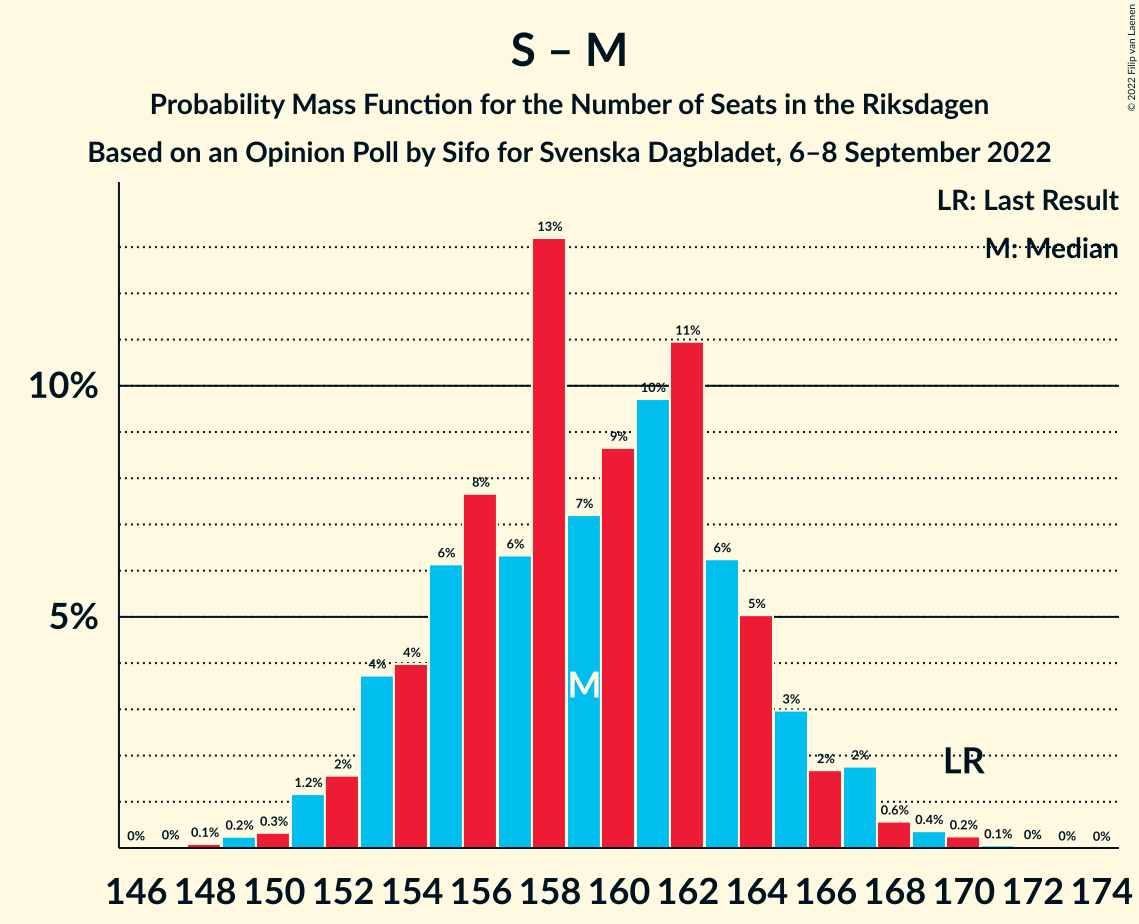 © 2022 Filip van Laenen
S – M
Probability Mass Function for the Number of Seats in the Riksdagen
Based on an Opinion Poll by Sifo for Svenska Dagbladet, 6–8 September 2022
LR: Last Result
M: Median
10%
5%
0% 0% 0.1% 0.2% 0.3% 1.2% 2% 4% 4% 6% 8% 6% 13% 7% 9% 10% 11% 6% 5% 3% 2% 2% 0.6% 0.4% 0.2% 0.1% 0% 0% 0%
M
LR
146 148 150 152 154 156 158 160 162 164 166 168 170 172 174